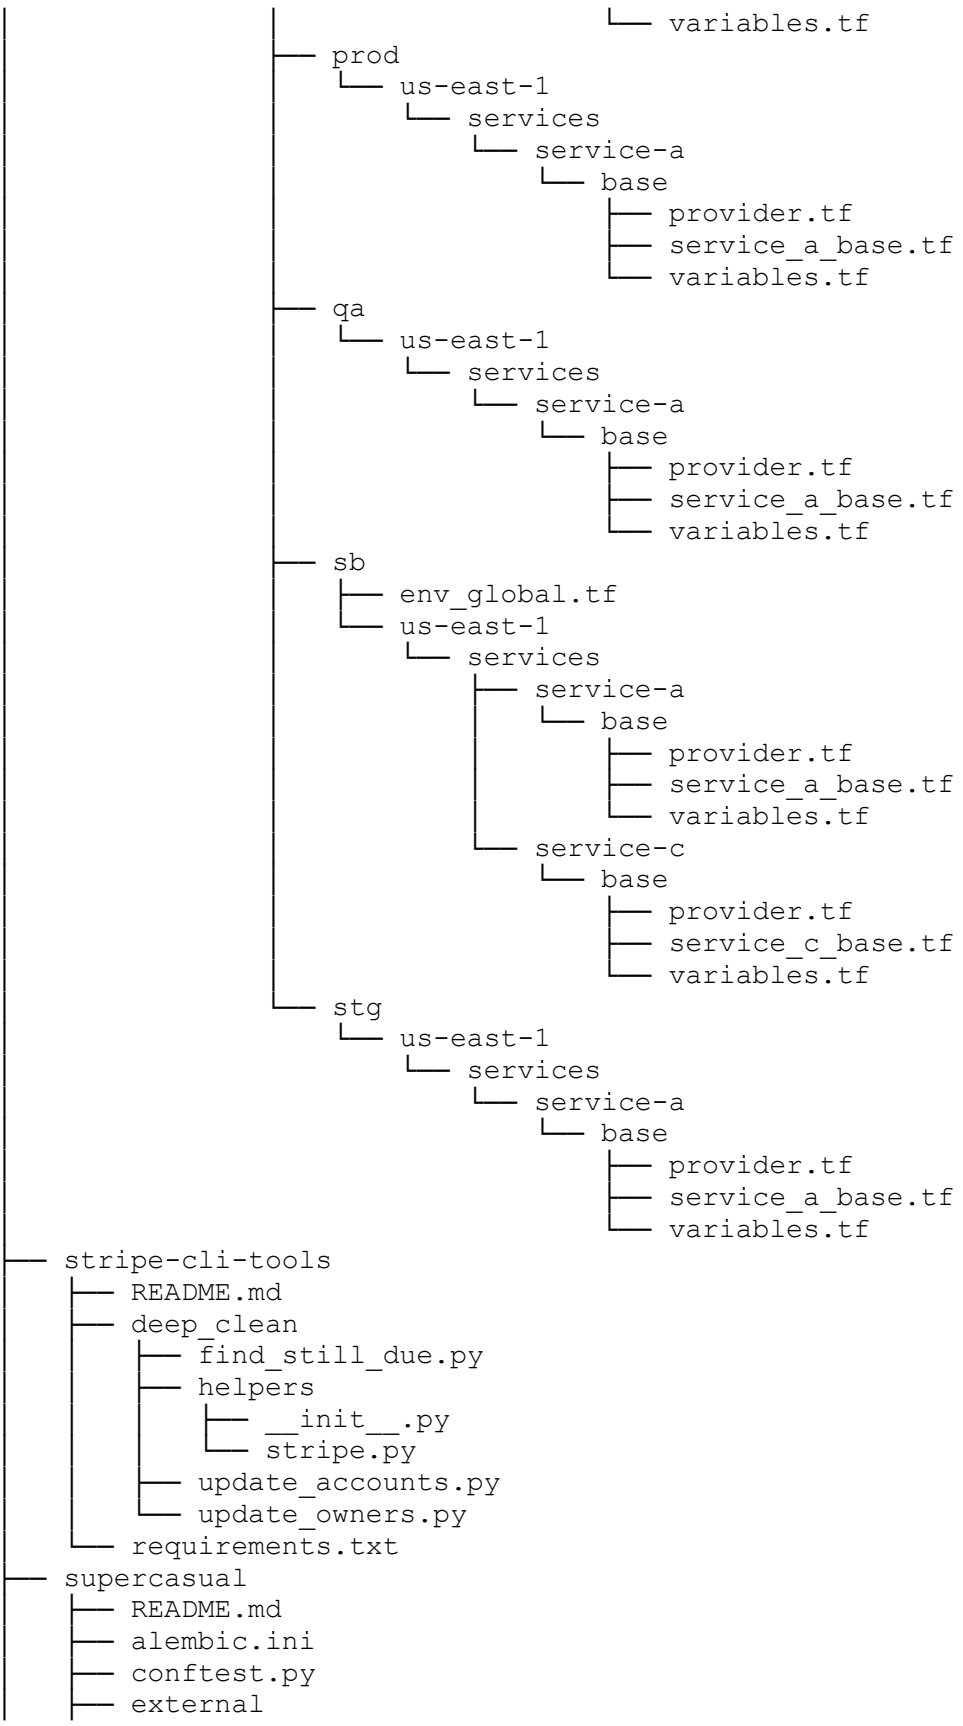 │                   │                        └── variables.tf
│                   ├── prod
│                   │   └── us-east-1
│                   │       └── services
│                   │           └── service-a
│                   │               └── base
│                   │                   ├── provider.tf
│                   │                   ├── service_a_base.tf
│                   │                   └── variables.tf
│                   ├── qa
│                   │   └── us-east-1
│                   │       └── services
│                   │           └── service-a
│                   │               └── base
│                   │                   ├── provider.tf
│                   │                   ├── service_a_base.tf
│                   │                   └── variables.tf
│                   ├── sb
│                   │   ├── env_global.tf
│                   │   └── us-east-1
│                   │       └── services
│                   │           ├── service-a
│                   │           │   └── base
│                   │           │       ├── provider.tf
│                   │           │       ├── service_a_base.tf
│                   │           │       └── variables.tf
│                   │           └── service-c
│                   │               └── base
│                   │                   ├── provider.tf
│                   │                   ├── service_c_base.tf
│                   │                   └── variables.tf
│                   └── stg
│                       └── us-east-1
│                           └── services
│                               └── service-a
│                                   └── base
│                                       ├── provider.tf
│                                       ├── service_a_base.tf
│                                       └── variables.tf
├── stripe-cli-tools
│   ├── README.md
│   ├── deep_clean
│   │   ├── find_still_due.py
│   │   ├── helpers
│   │   │   ├── __init__.py
│   │   │   └── stripe.py
│   │   ├── update_accounts.py
│   │   └── update_owners.py
│   └── requirements.txt
├── supercasual
│   ├── README.md
│   ├── alembic.ini
│   ├── conftest.py
│   ├── external